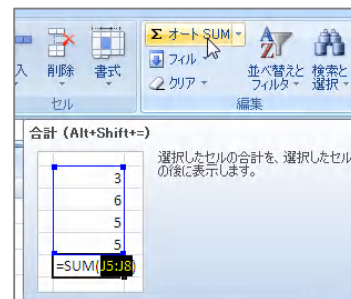 Σ オート SUM
フィル
クリア
入 削除 書式
並べ替えと 検索と
フィルタ 選択
セル 編集
合計 (Alt+Shift+=)
選択したセルの合計を、選択したセル
の後に表示します。
3
6
5
5
=SUM(J5:J8)